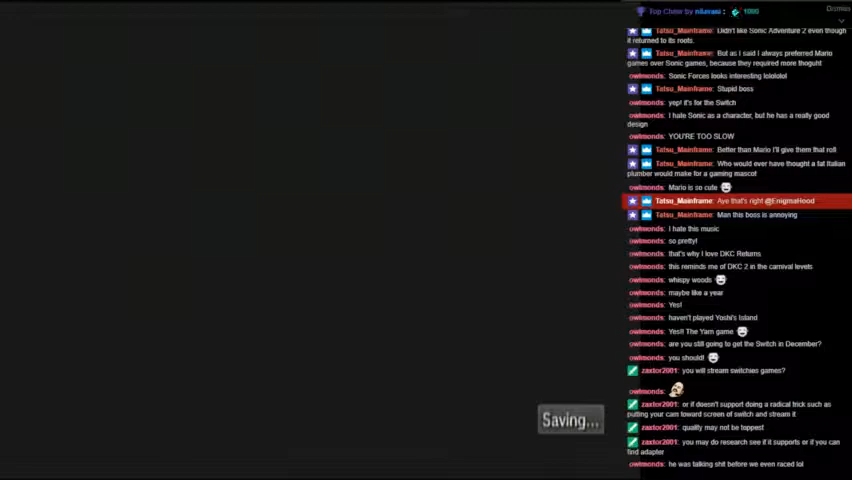 Top Cheer by
1000
Dismiss
Tatsu_Mainframe: Didn't like Sonic Adventure 2 even though
it returned to its roots.
Tatsu_Mainframe: But as I said I always preferred Mario
games over Sonic games, because they required more thoguht
owlmonds: Sonic Forces looks interesting lololol
Tatsu_Mainframe: Stupid boss
owlmonds: yep! it's for the Switch
owlmonds: I hate Sonic as a character, but he has a really good
design
owlmonds: YOU'RE TOO SLOW
Tatsu_Mainframe: Better than Mario I'll give them that roll
Tatsu_Mainframe: Who would ever have thought a fat Italian
plumber would make for a gaming mascot
owlmonds: Mario is so cute
Tatsu_Mainframe: Aye that's right @EnigmaHood
Tatsu_Mainframe: Man this boss is annoying
owlmonds: I hate this music
owlmonds: so pretty!
owlmonds: that's why I love DKC Returns
owlmonds: this reminds me of DKC 2 in the carnival levels
owlmonds: whispy woods
owlmonds: maybe like a year
owlmonds: Yes!
owlmonds: haven't played Yoshi's Island
owlmonds: Yes!! The Yarn game
owlmonds: are you still going to get the Switch in December?
owlmonds: you should!
zaxtor2001: you will stream switchies games?
owlmonds:
zaxtor2001: or if doesn't support doing a radical trick such as
putting your cam toward screen of switch and stream it
zaxtor2001: quality may not be toppest
zaxtor2001: you may do research see if it supports or if you can
find adapter
owlmonds: he was talking shit before we even raced lol
Saving...